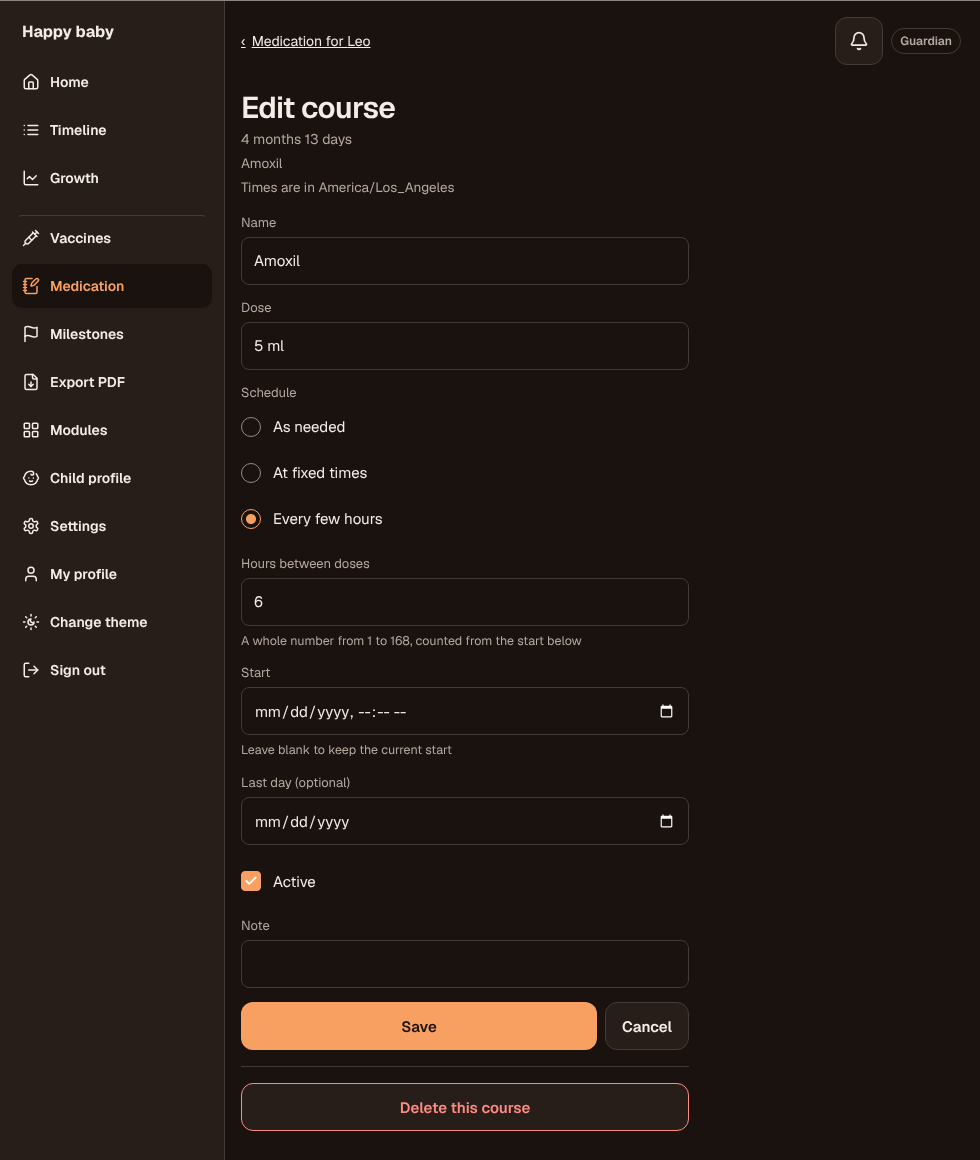 Happy baby
Home
Timeline
Growth
Vaccines
Medication
Milestones
Export PDF
Modules
Child profile
Settings
My profile
Change theme
Sign out
‹ Medication for Leo
Guardian
Edit course
4 months 13 days
Amoxil
Times are in America/Los_Angeles
Name
Amoxil
Dose
5 ml
Schedule
As needed
At fixed times
Every few hours
Hours between doses
6
A whole number from 1 to 168, counted from the start below
Start
mm/dd/yyyy, --:-- --
Leave blank to keep the current start
Last day (optional)
mm/dd/yyyy
Active
Note
Save
Cancel
Delete this course